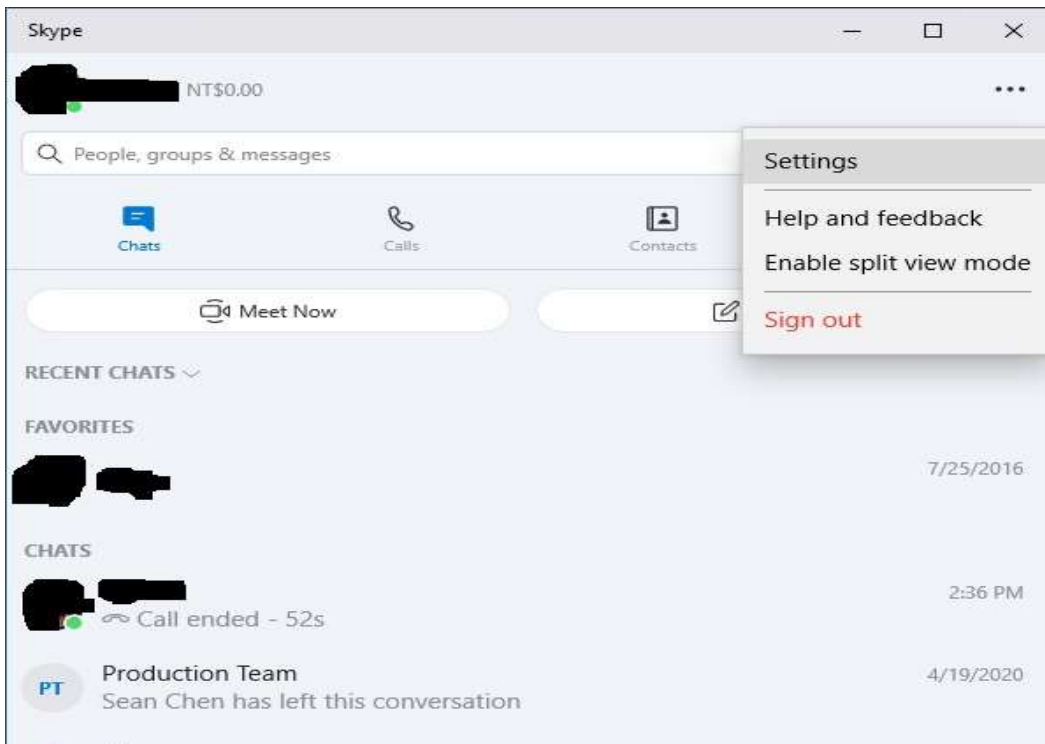 Skype
NT$0.00
People, groups & messages
Settings
Help and feedback
Enable split view mode
Sign out
Chats
Calls
Contacts
Meet Now
RECENT CHATS
FAVORITES
7/25/2016
CHATS
2:36 PM
Call ended - 52s
PT
Production Team
4/19/2020
Sean Chen has left this conversation